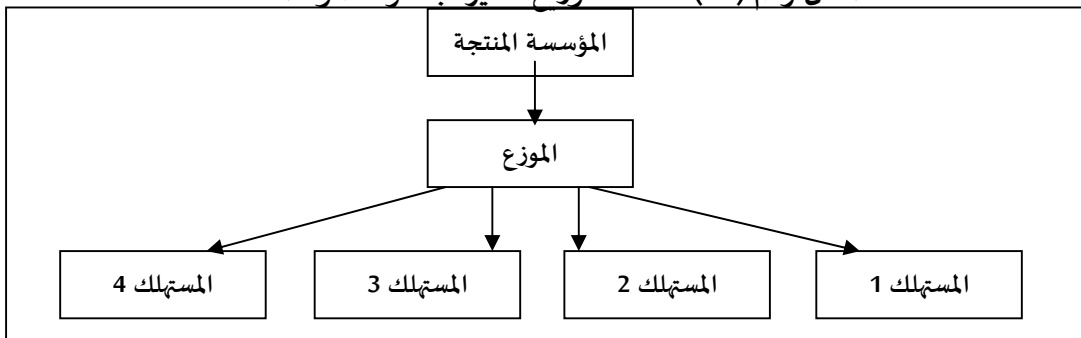 المؤسسة المنتجة
الموزع
المستهلك 1
المستهلك 2
المستهلك 3
المستهلك 4